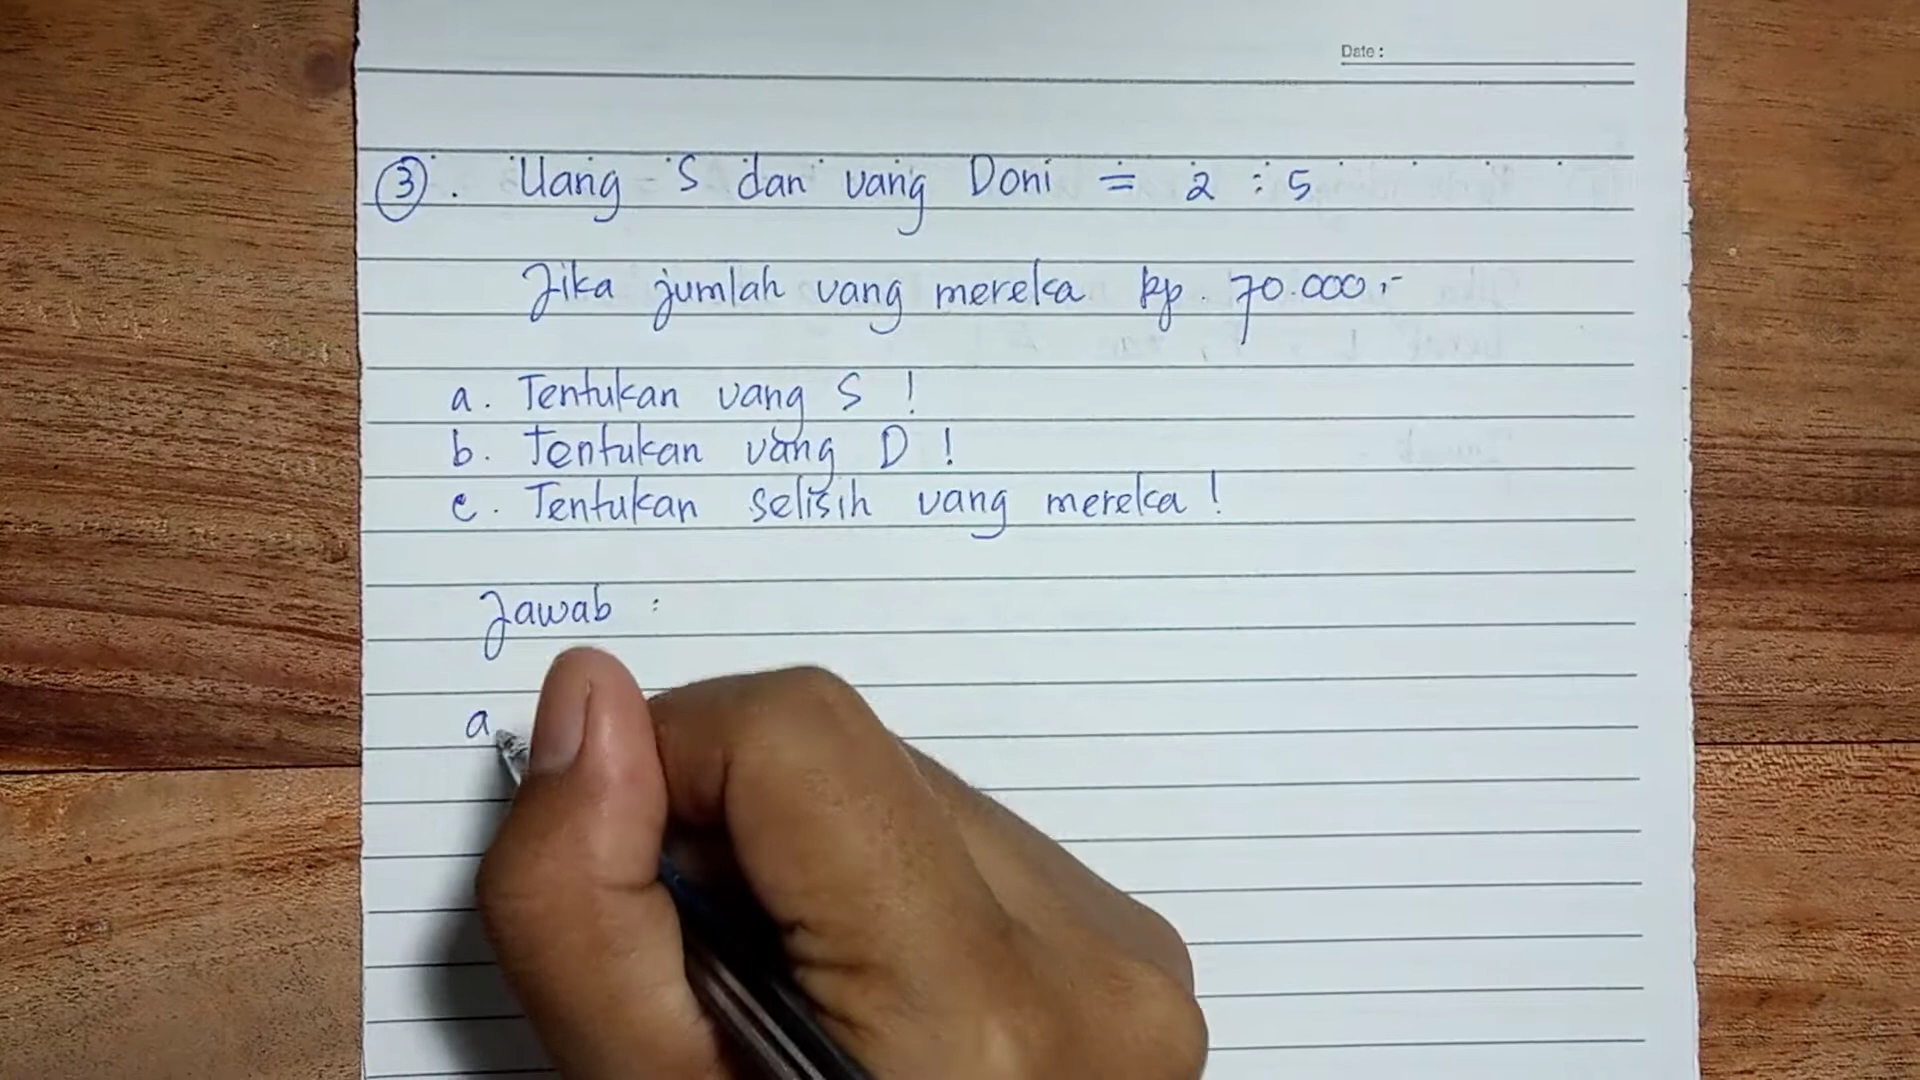 Date :
3. Uang S dan uang Doni = 2 : 5
Jika jumlah uang mereka Rp. 70.000,-
a. Tentukan uang S !
b. Tentukan uang D !
c. Tentukan selisih uang mereka !
Jawab :
a